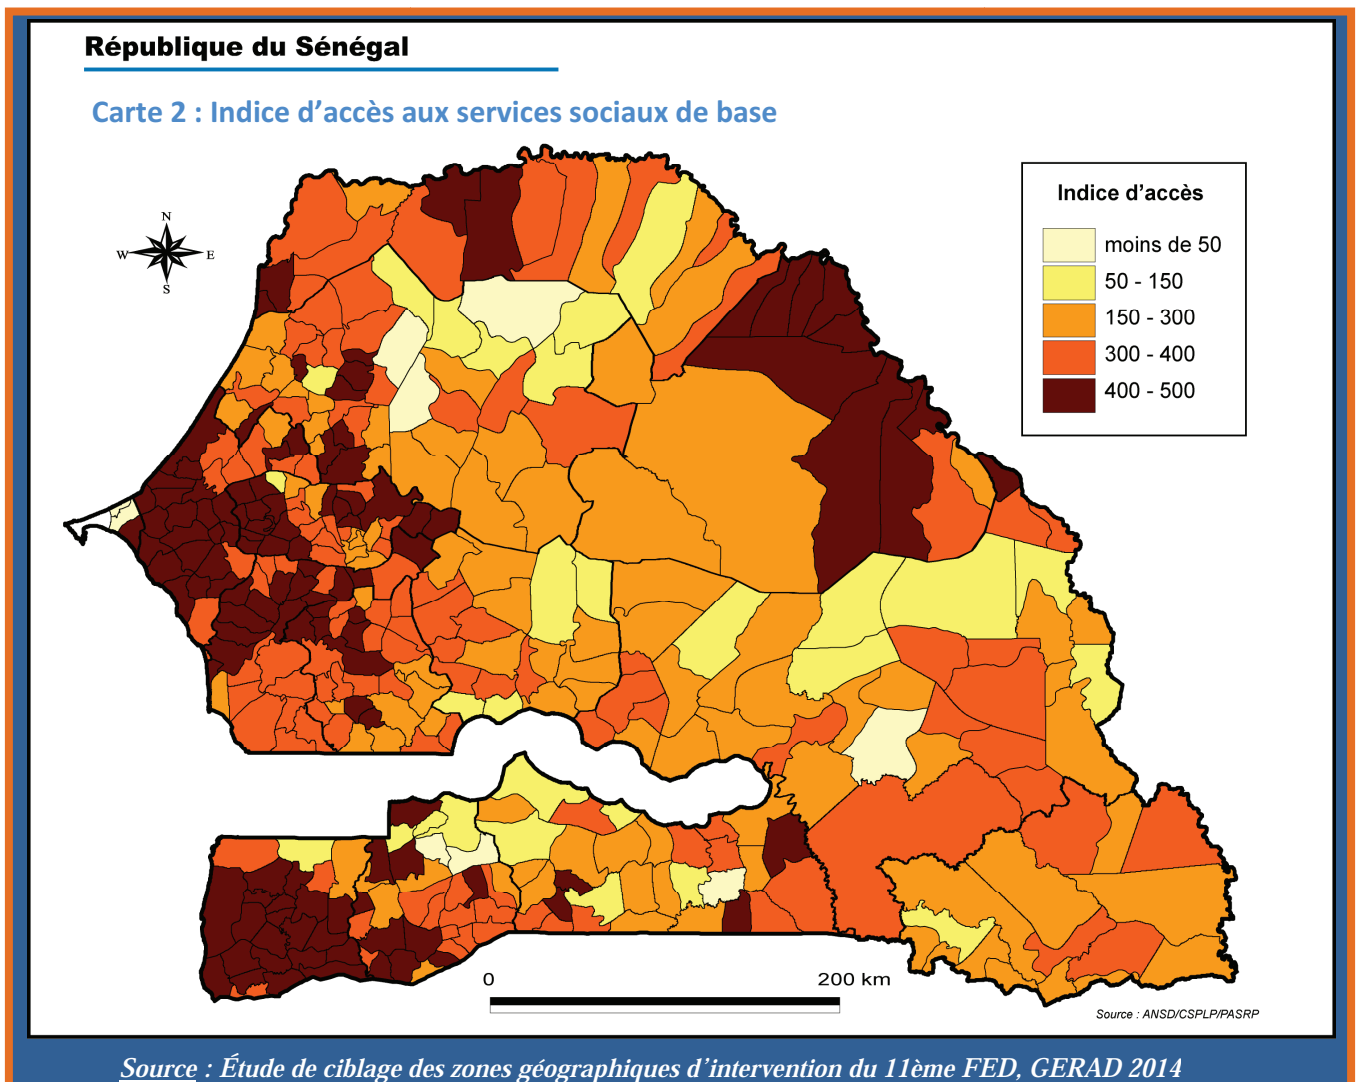 République du Sénégal
Carte 2 : Indice d’accès aux services sociaux de base
N
W E
S
Indice d’accès
moins de 50
50 - 150
150 - 300
300 - 400
400 - 500
0 200 km
Source : ANSD/CSPLP/PASRP
Source : Étude de ciblage des zones géographiques d’intervention du 11ème FED, GERAD 2014